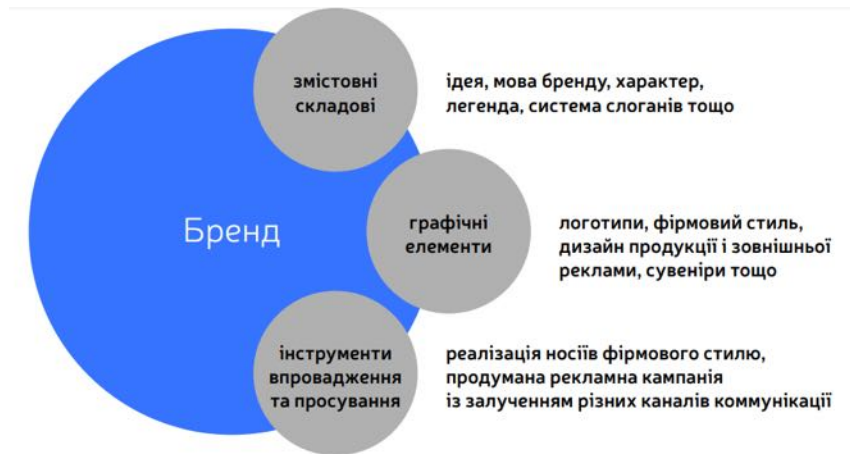 змістовні
складові
ідея, мова бренду, характер,
легенда, система слоганів тощо
Бренд
графічні
елементи
логотипи, фірмовий стиль,
дизайн продукції і зовнішньої
реклами, сувеніри тощо
інструменти
впровадження
та просування
реалізація носіїв фірмового стилю,
продумана рекламна кампанія
із залученням різних каналів коммунікації